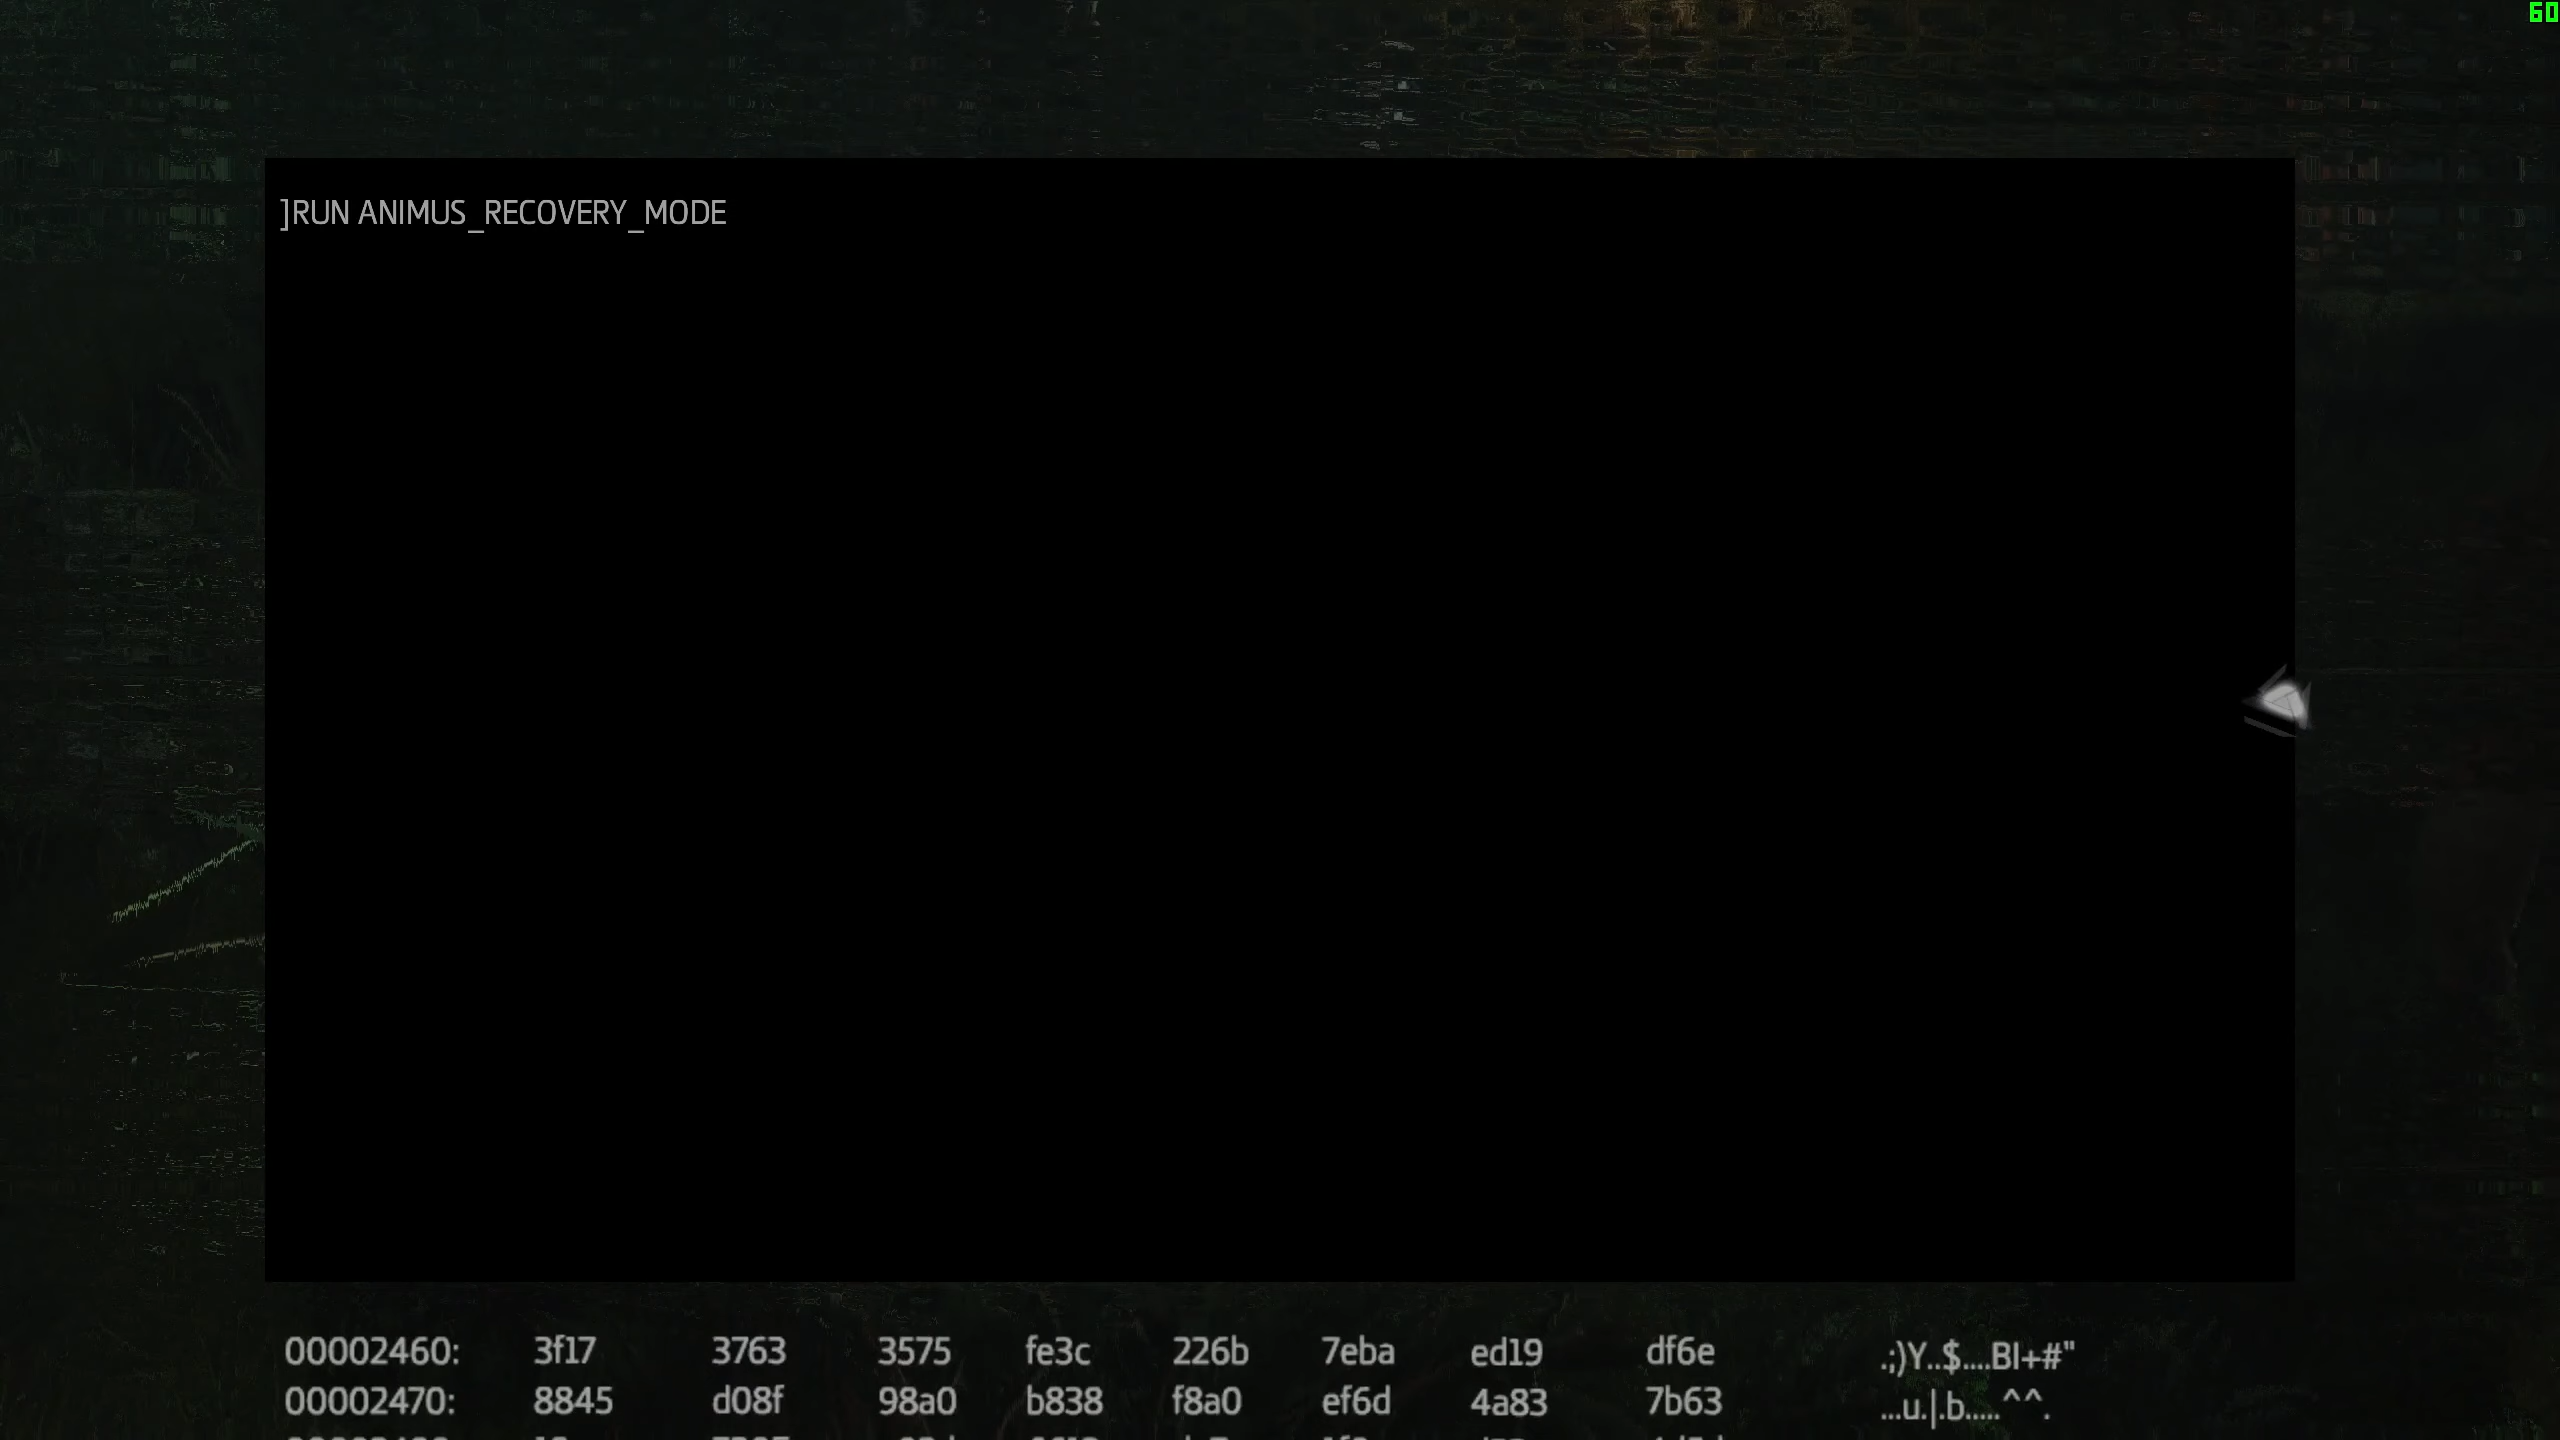 60
]RUN ANIMUS_RECOVERY_MODE
00002460: 3f17 3763 3575 fe3c 226b 7eba ed19 df6e .;)Y..$....BI+#"
00002470: 8845 d08f 98a0 b838 f8a0 ef6d 4a83 7b63 ...u.|.b.....^^.